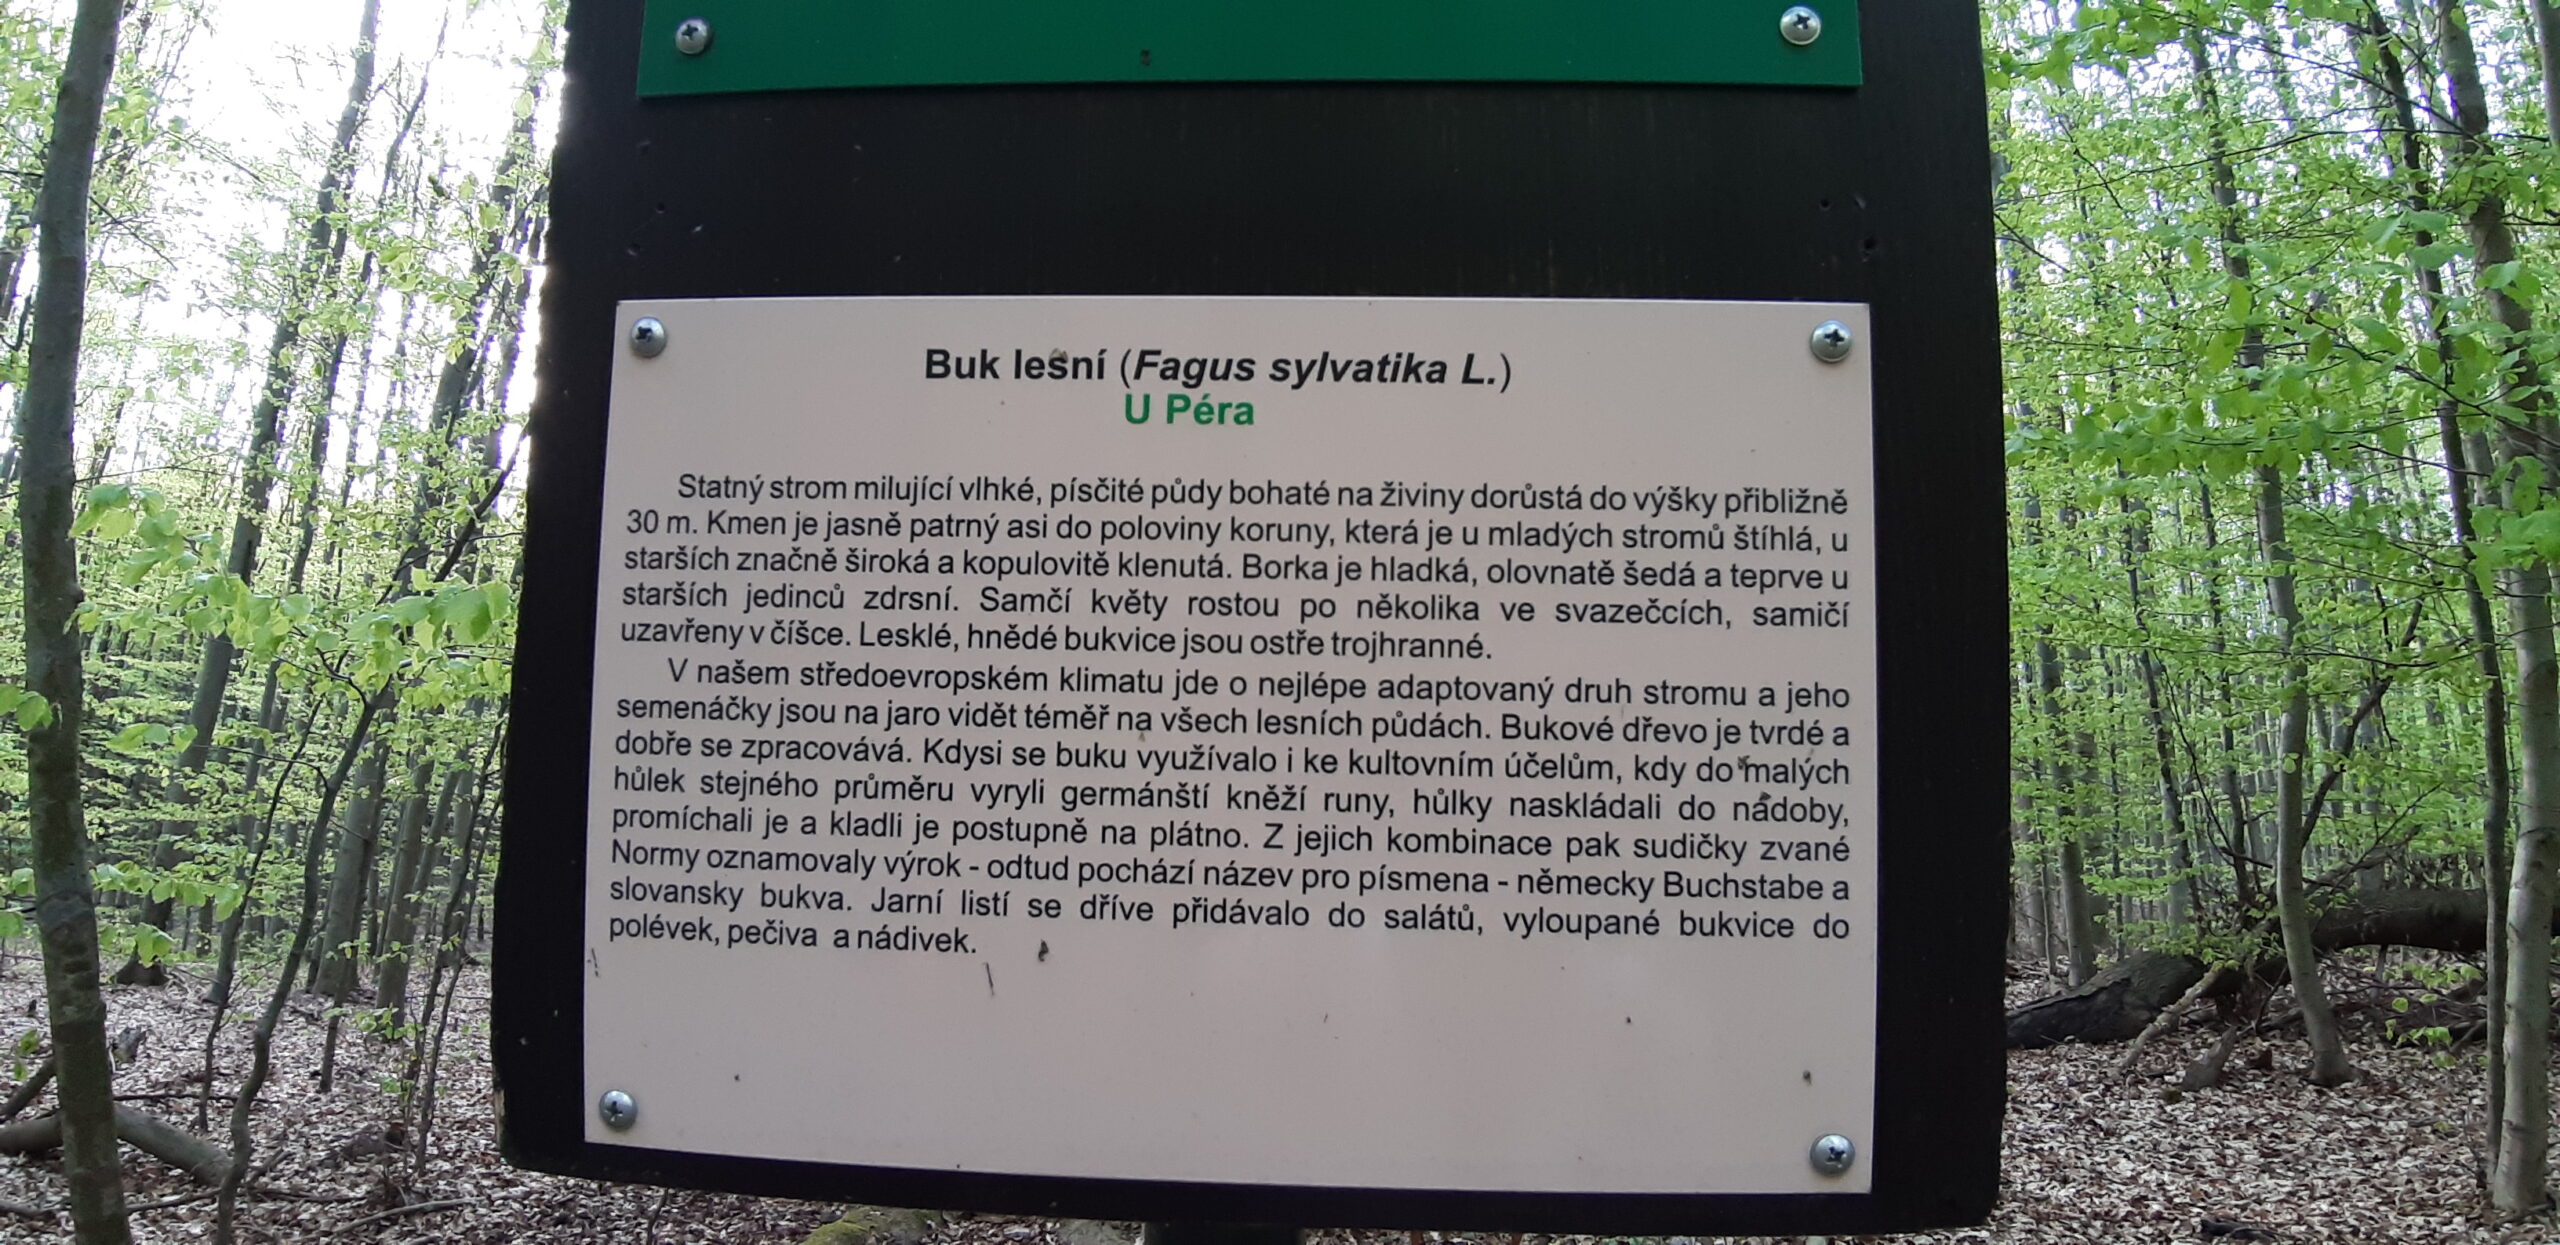 Buk lesní (Fagus sylvatika L.)
U Péra
Statný strom milující vlhké, písčité půdy bohaté na živiny dorůstá do výšky přibližně
30 m. Kmen je jasně patrný asi do poloviny koruny, která je u mladých stromů štíhlá, u
starších značně široká a kopulovitě klenutá. Borka je hladká, olovnatě šedá a teprve u
starších jedinců zdrsní. Samčí květy rostou po několika ve svazečcích, samičí
uzavřeny v číšce. Lesklé, hnědé bukvice jsou ostře trojhranné.
V našem středoevropském klimatu jde o nejlépe adaptovaný druh stromu a jeho
semenáčky jsou na jaro vidět téměř na všech lesních půdách. Bukové dřevo je tvrdé a
dobře se zpracovává. Kdysi se buku využívalo i ke kultovním účelům, kdy do malých
hůlek stejného průměru vyryli germánští kněží runy, hůlky naskládali do nádoby,
promíchali je a kladli je postupně na plátno. Z jejich kombinace pak sudičky zvané
Normy oznamovaly výrok - odtud pochází název pro písmena - německy Buchstabe a
slovansky bukva. Jarní listí se dříve přidávalo do salátů, vyloupané bukvice do
polévek, pečiva a nádivek.